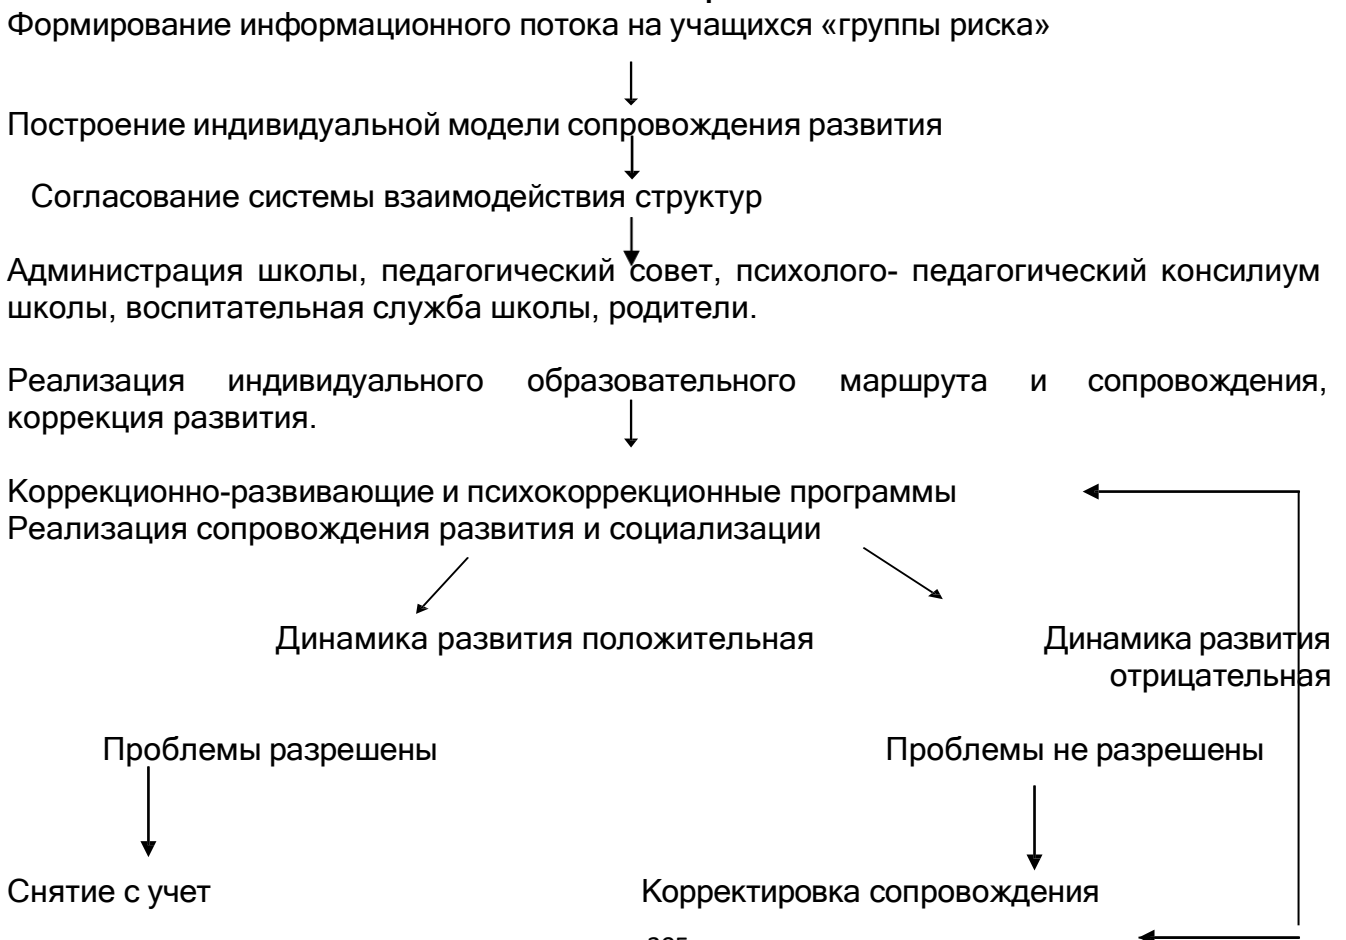 Формирование информационного потока на учащихся «группы риска»
Построение индивидуальной модели сопровождения развития
Согласование системы взаимодействия структур
Администрация школы, педагогический совет, психолого- педагогический консилиум
школы, воспитательная служба школы, родители.
Реализация индивидуального образовательного маршрута и сопровождения,
коррекция развития.
Коррекционно-развивающие и психокоррекционные программы
Реализация сопровождения развития и социализации
Динамика развития положительная
Динамика развития
отрицательная
Проблемы разрешены
Проблемы не разрешены
Снятие с учет
Корректировка сопровождения